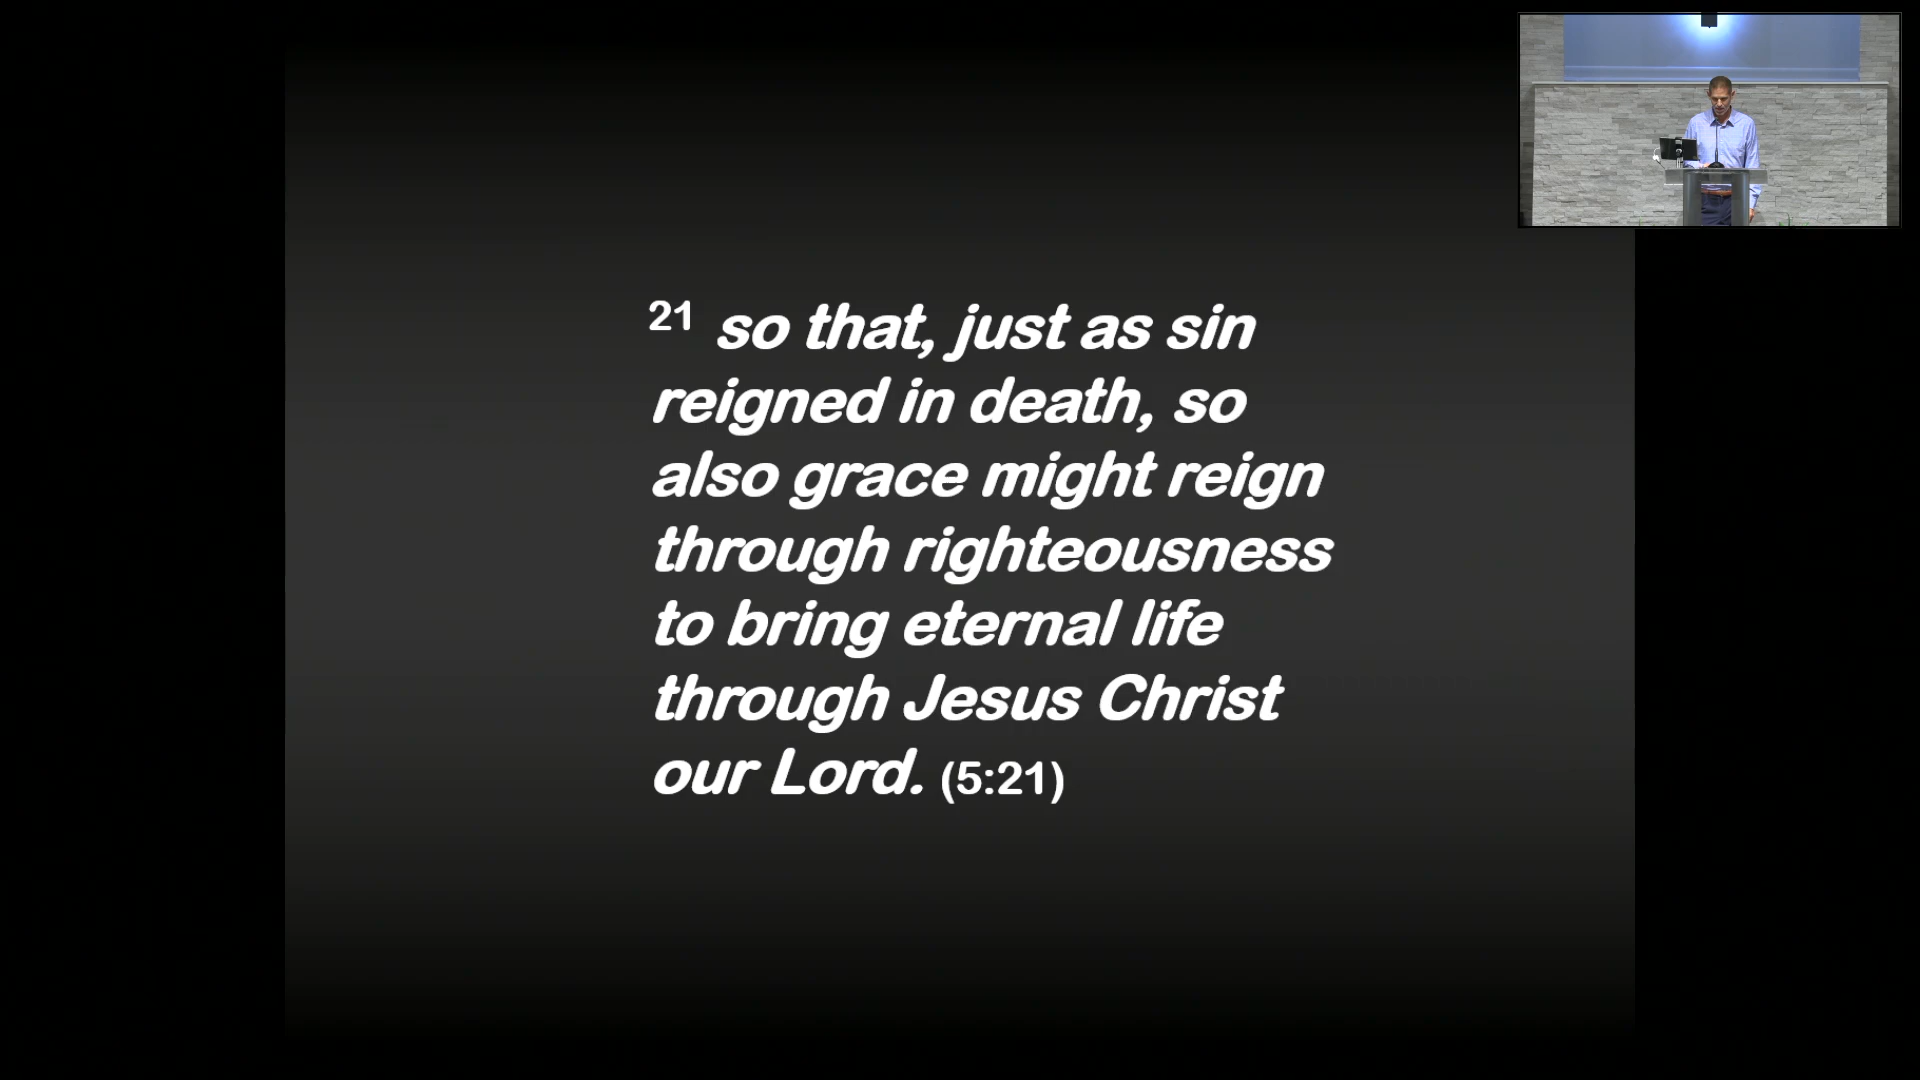 21 so that, just as sin
reigned in death, so
also grace might reign
through righteousness
to bring eternal life
through Jesus Christ
our Lord. (5:21)